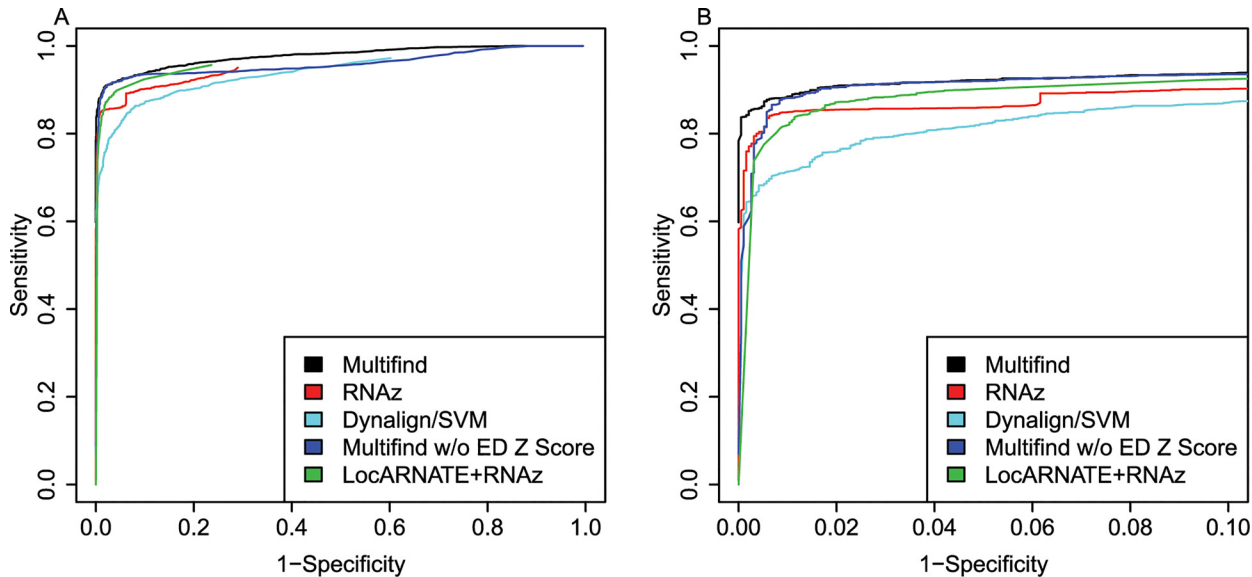 A
Sensitivity
0.0 0.2 0.4 0.6 0.8 1.0
0.0 0.2 0.4 0.6 0.8 1.0
1−Specificity
Multifind
RNAz
Dynalign/SVM
Multifind w/o ED Z Score
LocARNATE+RNAz
B
Sensitivity
0.0 0.2 0.4 0.6 0.8 1.0
0.00 0.02 0.04 0.06 0.08 0.10
1−Specificity
Multifind
RNAz
Dynalign/SVM
Multifind w/o ED Z Score
LocARNATE+RNAz